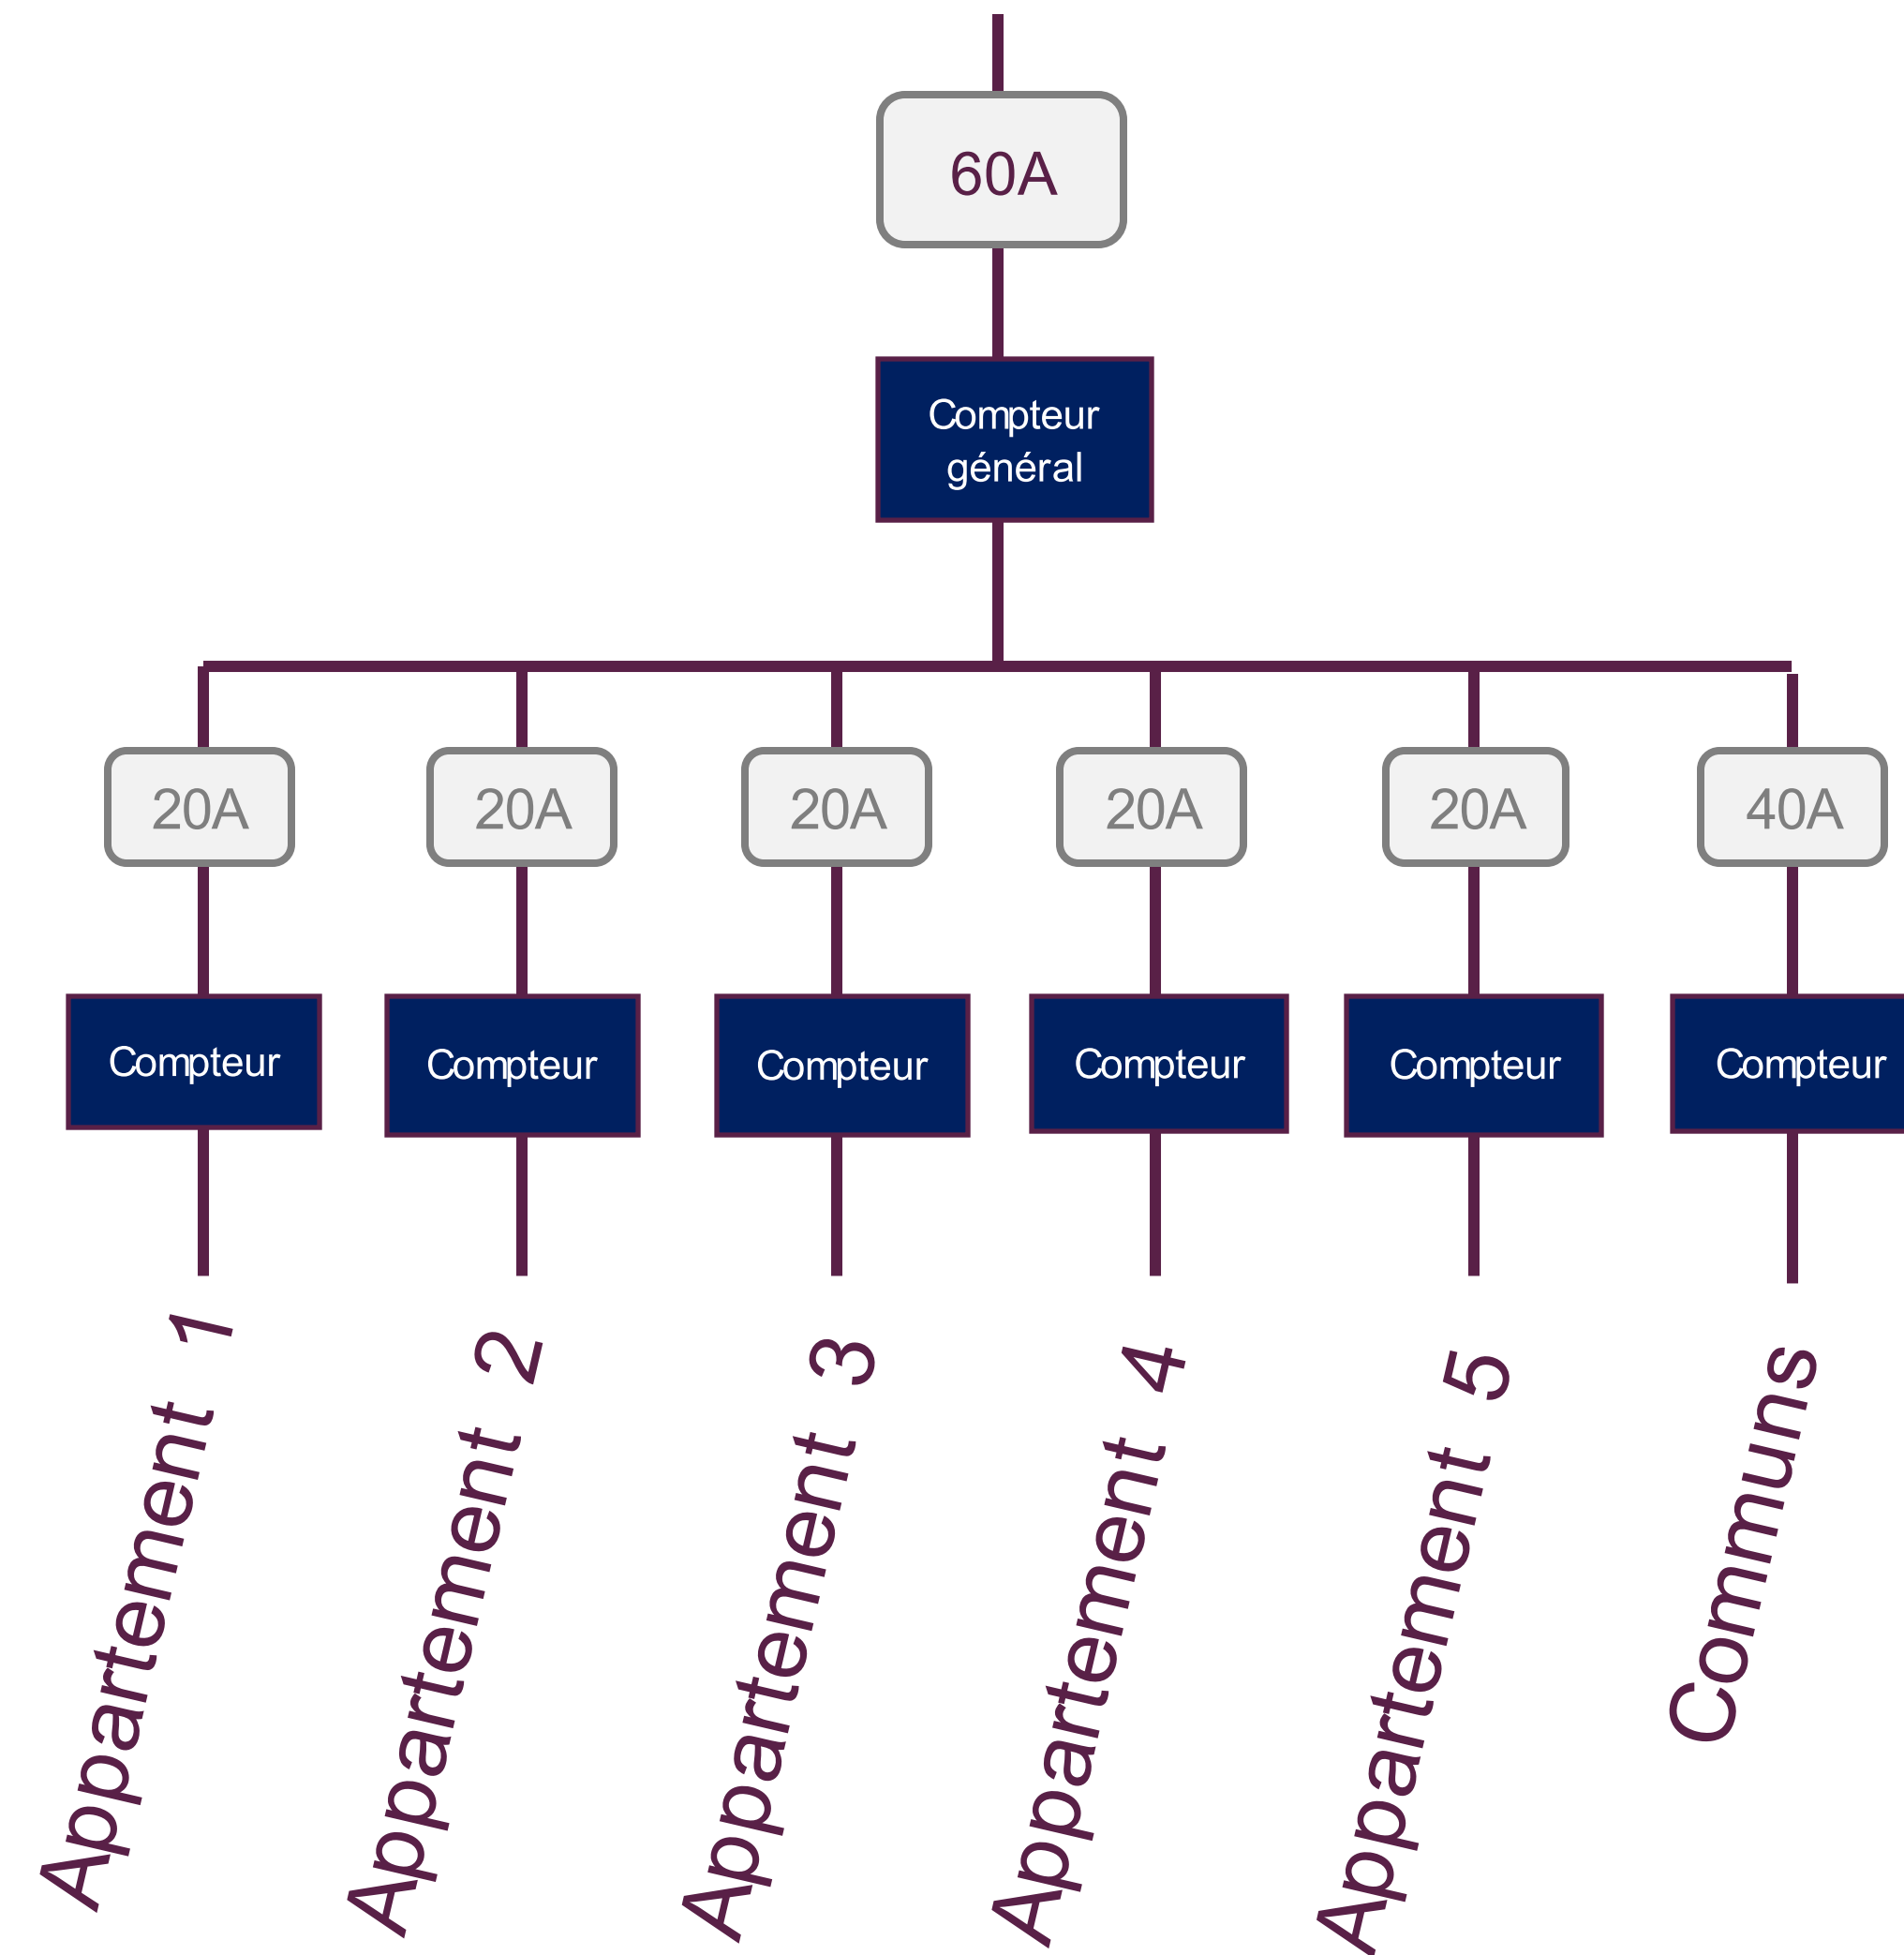 60A
Compteur
général
20A
20A
20A
20A
20A
40A
Compteur
Compteur
Compteur
Compteur
Compteur
Compteur
Appartement 1
Appartement 2
Appartement 3
Appartement 4
Appartement 5
Communs